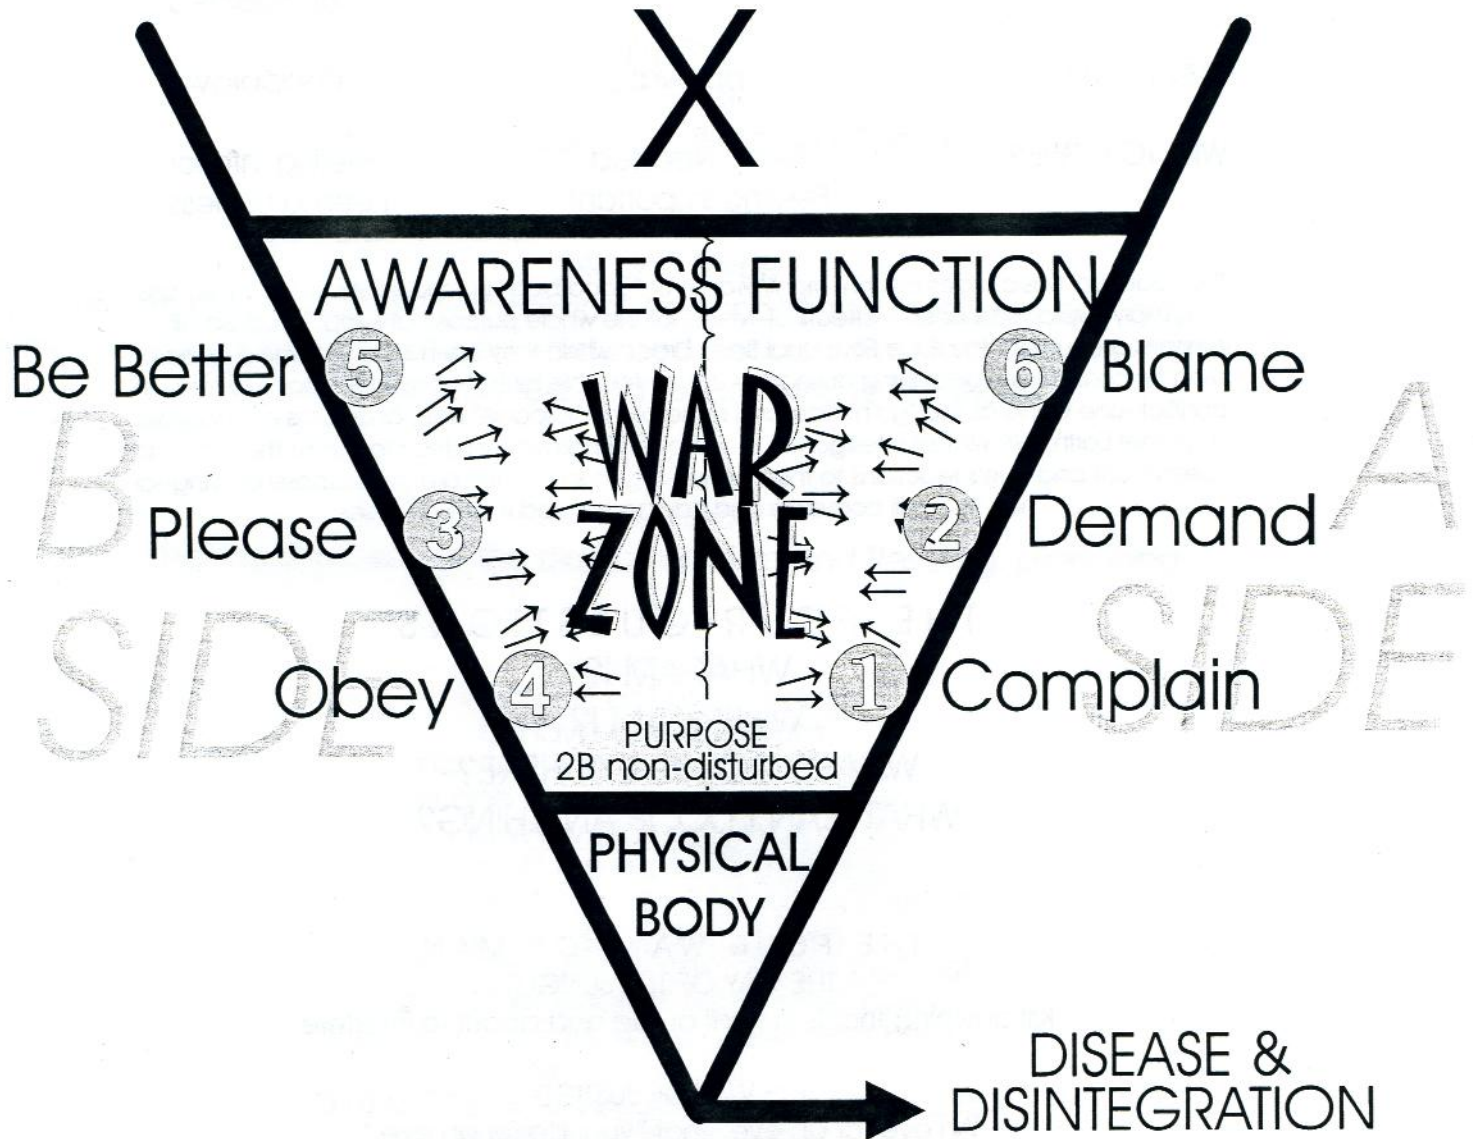 X
AWARENESS FUNCTION
Be Better 5
6 Blame
WAR
ZONE
B
SIDE
A
SIDE
Please 3
2 Demand
Obey 4
1 Complain
PURPOSE
2B non-disturbed
PHYSICAL
BODY
DISEASE &
DISINTEGRATION